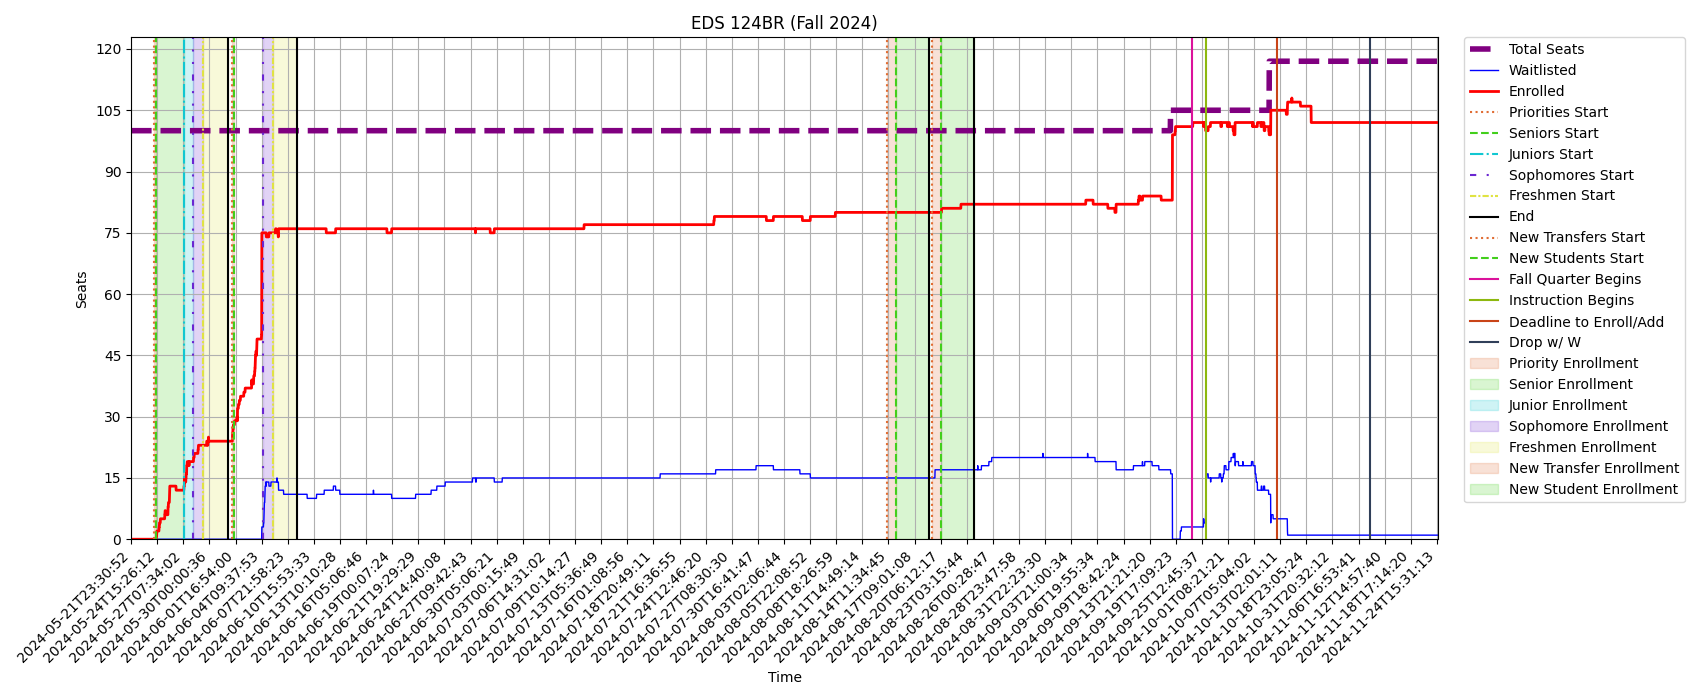 EDS 124BR (Fall 2024)
Seats
120
105
90
75
60
45
30
15
0
Total Seats
Waitlisted
Enrolled
Priorities Start
Seniors Start
Juniors Start
Sophomores Start
Freshmen Start
End
New Transfers Start
New Students Start
Fall Quarter Begins
Instruction Begins
Deadline to Enroll/Add
Drop w/ W
Priority Enrollment
Senior Enrollment
Junior Enrollment
Sophomore Enrollment
Freshmen Enrollment
New Transfer Enrollment
New Student Enrollment
2024-05-21T23:30:52
2024-05-24T15:26:12
2024-05-27T07:34:02
2024-05-30T00:00:36
2024-06-01T16:54:00
2024-06-04T09:37:53
2024-06-07T21:58:23
2024-06-10T15:53:33
2024-06-13T10:10:28
2024-06-16T05:06:46
2024-06-19T00:07:24
2024-06-21T19:29:29
2024-06-24T14:40:09
2024-06-27T09:42:43
2024-06-30T05:06:21
2024-07-03T00:15:49
2024-07-06T14:31:02
2024-07-09T10:14:27
2024-07-13T05:36:49
2024-07-16T01:08:56
2024-07-18T20:49:11
2024-07-21T16:36:55
2024-07-24T12:46:20
2024-07-27T08:30:30
2024-07-30T16:41:47
2024-08-03T02:06:44
2024-08-05T22:08:52
2024-08-08T18:26:59
2024-08-11T14:49:14
2024-08-14T11:34:45
2024-08-17T09:01:08
2024-08-20T06:12:17
2024-08-23T03:15:44
2024-08-26T00:28:47
2024-08-28T23:47:58
2024-08-31T22:23:30
2024-09-03T21:00:34
2024-09-06T19:55:34
2024-09-09T18:42:24
2024-09-13T21:21:20
2024-09-19T17:09:23
2024-09-25T12:45:37
2024-10-01T08:21:21
2024-10-07T05:04:02
2024-10-13T02:01:11
2024-10-18T23:05:24
2024-10-31T20:32:12
2024-11-06T16:53:41
2024-11-12T14:57:40
2024-11-18T17:14:20
2024-11-24T15:31:13
Time